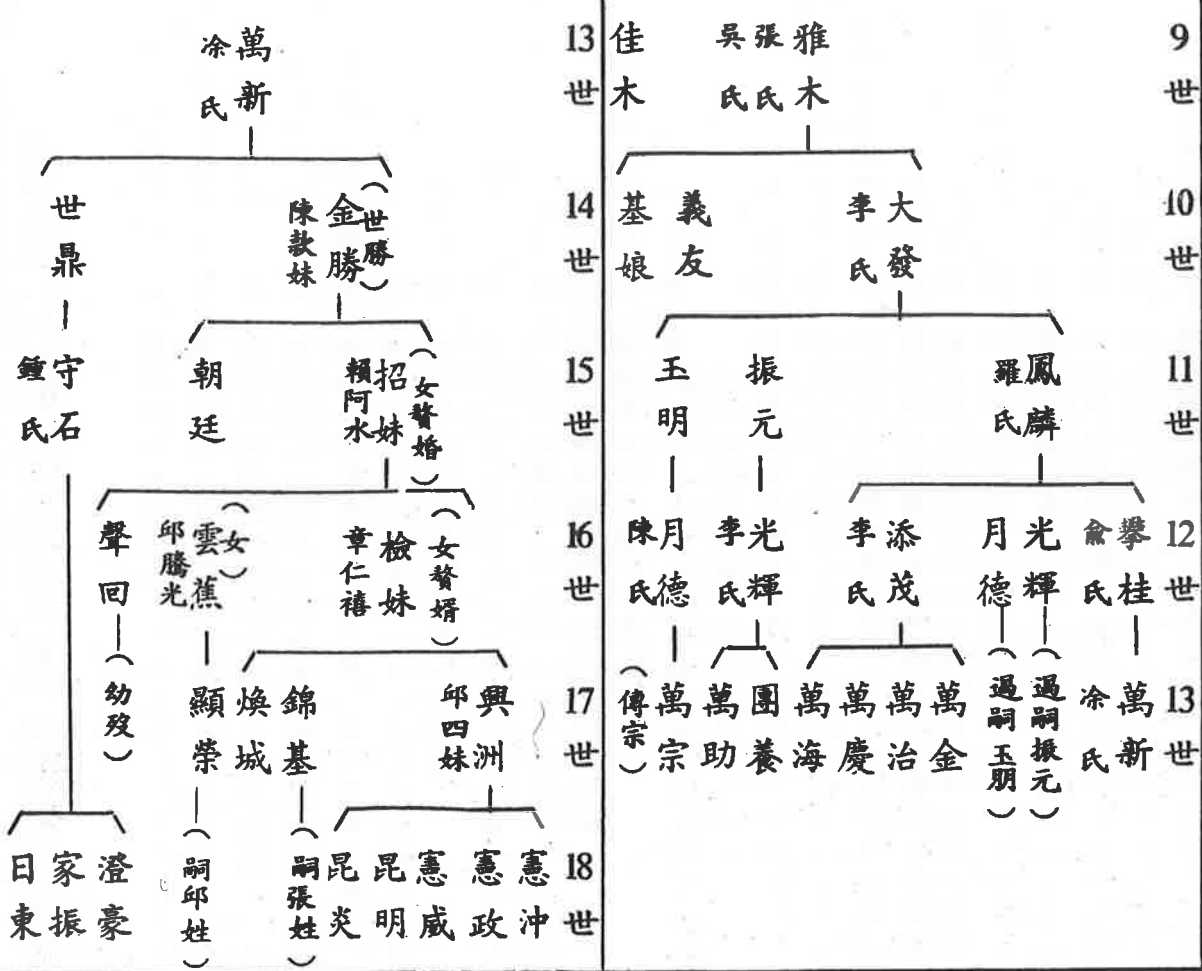 9世
雅木
張氏
吳氏
佳木
10世
大發
李氏
義友
基娘
11世
鳳麟
羅氏
振元
玉明
12世
攀桂
俞氏
光輝
月德
添茂
李氏
光輝
李氏
月德
陳氏
13世
萬新
凃氏
（過嗣振元）
（過嗣玉朋）
萬金
萬治
萬慶
萬海
團養
萬助
萬宗
（傳宗）
13世
萬新
凃氏
14世
（世勝）
金勝
陳款妹
世鼎
15世
（女贅婚）
招妹
賴阿水
朝廷
守石
鍾氏
16世
（女贅婿）
檢妹
章仁禧
（女）
雲蕉
邱騰光
聲回
17世
興洲
邱四妹
錦基
煥城
顯榮
（幼歿）
18世
憲沖
憲政
憲威
昆明
昆炎
（嗣張姓）
（嗣邱姓）
澄豪
家振
日東